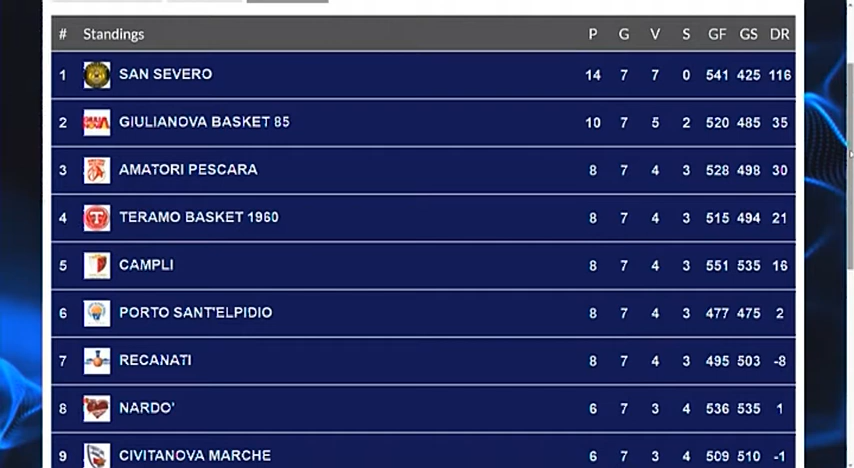 # Standings P G V S GF GS DR
1 SAN SEVERO 14 7 7 0 541 425 116
2 GIULIANOVA BASKET 85 10 7 5 2 520 485 35
3 AMATORI PESCARA 8 7 4 3 528 498 30
4 TERAMO BASKET 1960 8 7 4 3 515 494 21
5 CAMPLI 8 7 4 3 551 535 16
6 PORTO SANT'ELPIDIO 8 7 4 3 477 475 2
7 RECANATI 8 7 4 3 495 503 -8
8 NARDO' 6 7 3 4 536 535 1
9 CIVITANOVA MARCHE 6 7 3 4 509 510 -1